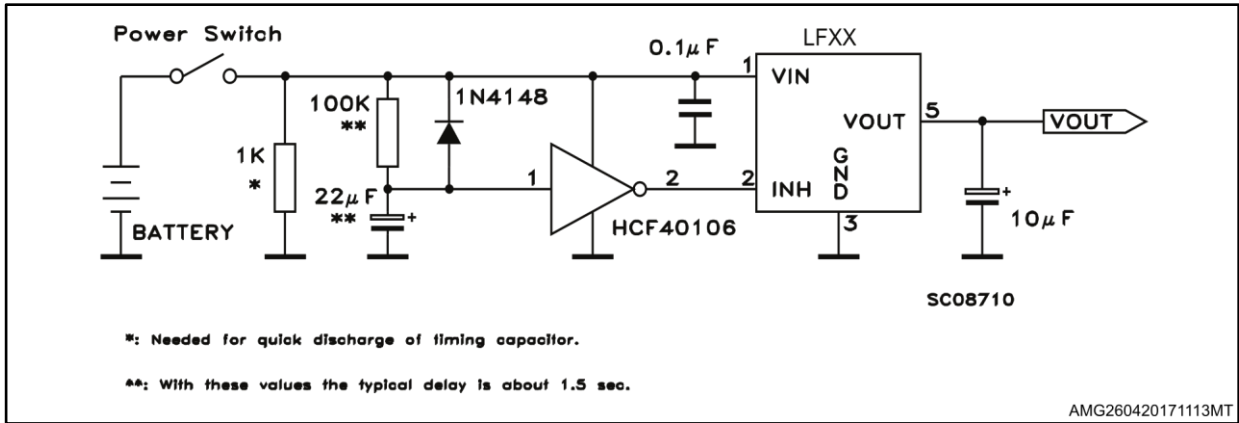 Power Switch
LFXX
0.1μF
1
VIN
100K
**
1N4148
VOUT
5
VOUT
1K
*
GND
1
2
2
INH
22μF
**
+
HCF40106
3
+
10μF
BATTERY
SC08710
*: Needed for quick discharge of timing capacitor.
**: With these values the typical delay is about 1.5 sec.
AMG260420171113MT